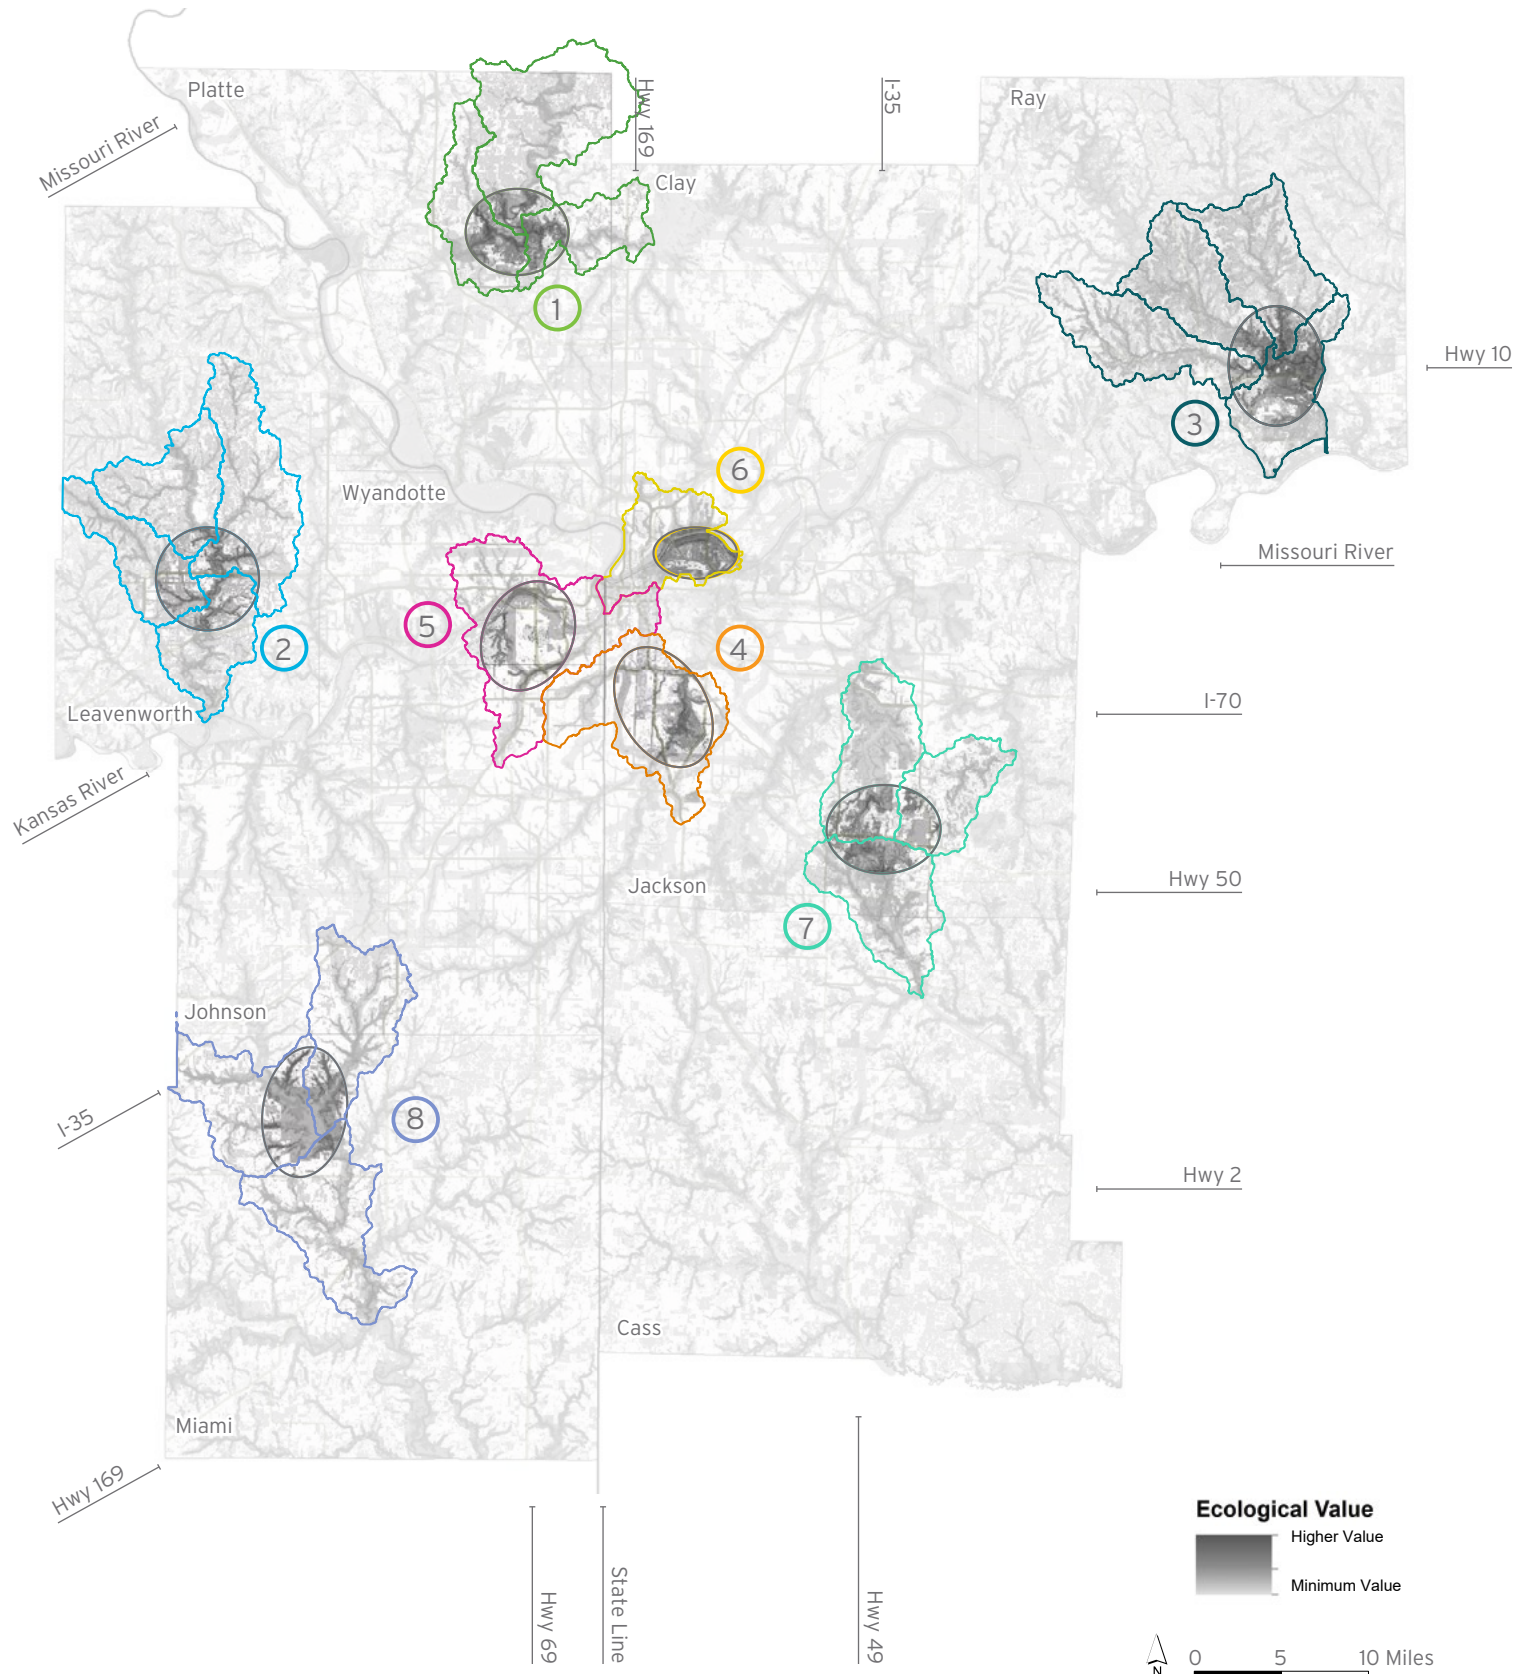 Platte
Hwy 169
I-35
Ray
Missouri River
Clay
1
Hwy 10
3
6
Wyandotte
Missouri River
5
4
2
Leavenworth
I-70
Kansas River
Jackson
Hwy 50
7
Johnson
I-35
8
Hwy 2
Cass
Miami
Hwy 169
Ecological Value
Higher Value
Minimum Value
Hwy 69
State Line
Hwy 49
N
0 5 10 Miles